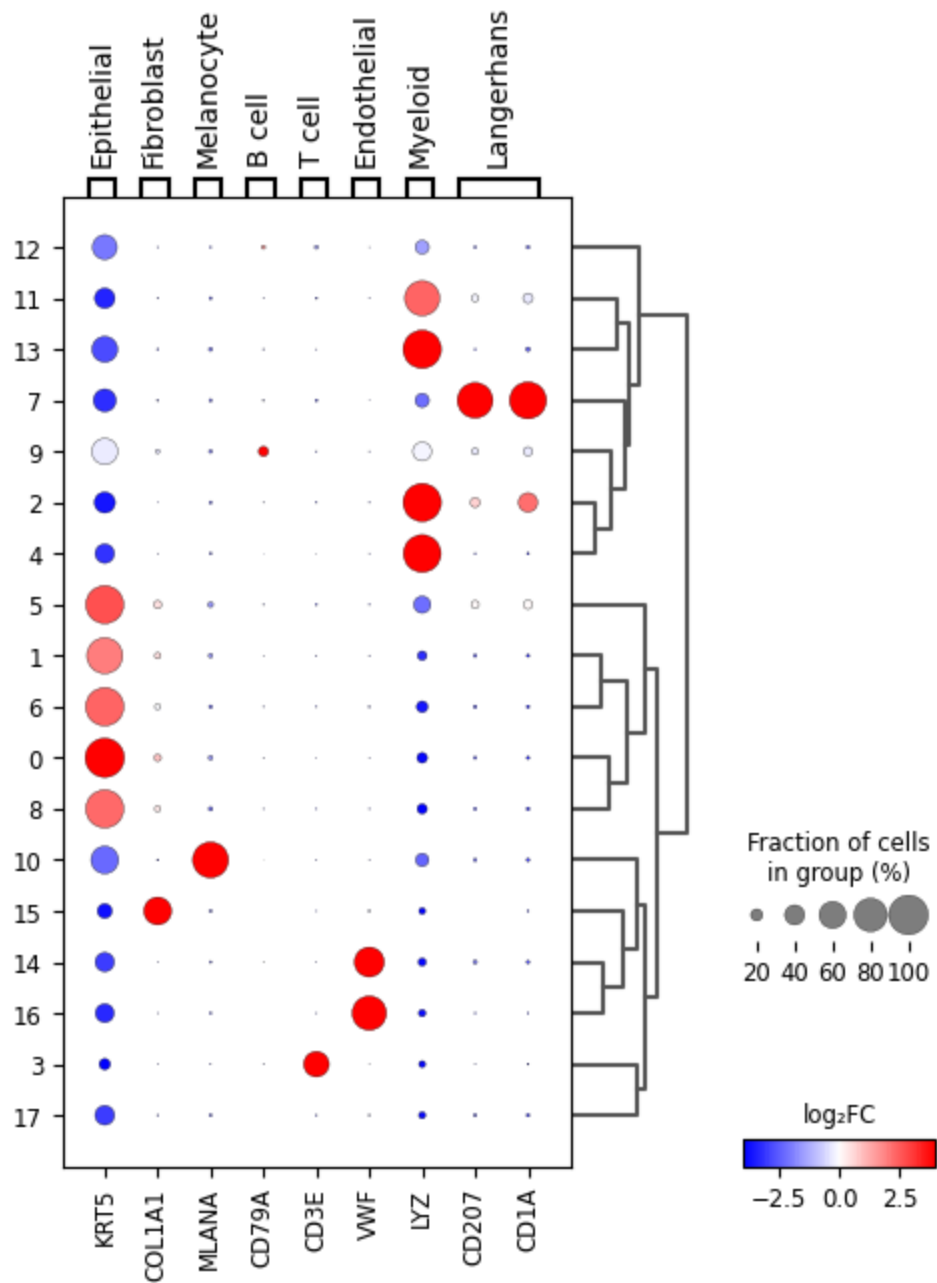 Epithelial
Fibroblast
Melanocyte
B cell
T cell
Endothelial
Myeloid
Langerhans
12
11
13
7
9
2
4
5
1
6
0
8
10
15
14
16
3
17
KRT5
COL1A1
MLANA
CD79A
CD3E
VWF
LYZ
CD207
CD1A
Fraction of cells
in group (%)
20 40 60 80 100
log₂FC
−2.5 0.0 2.5